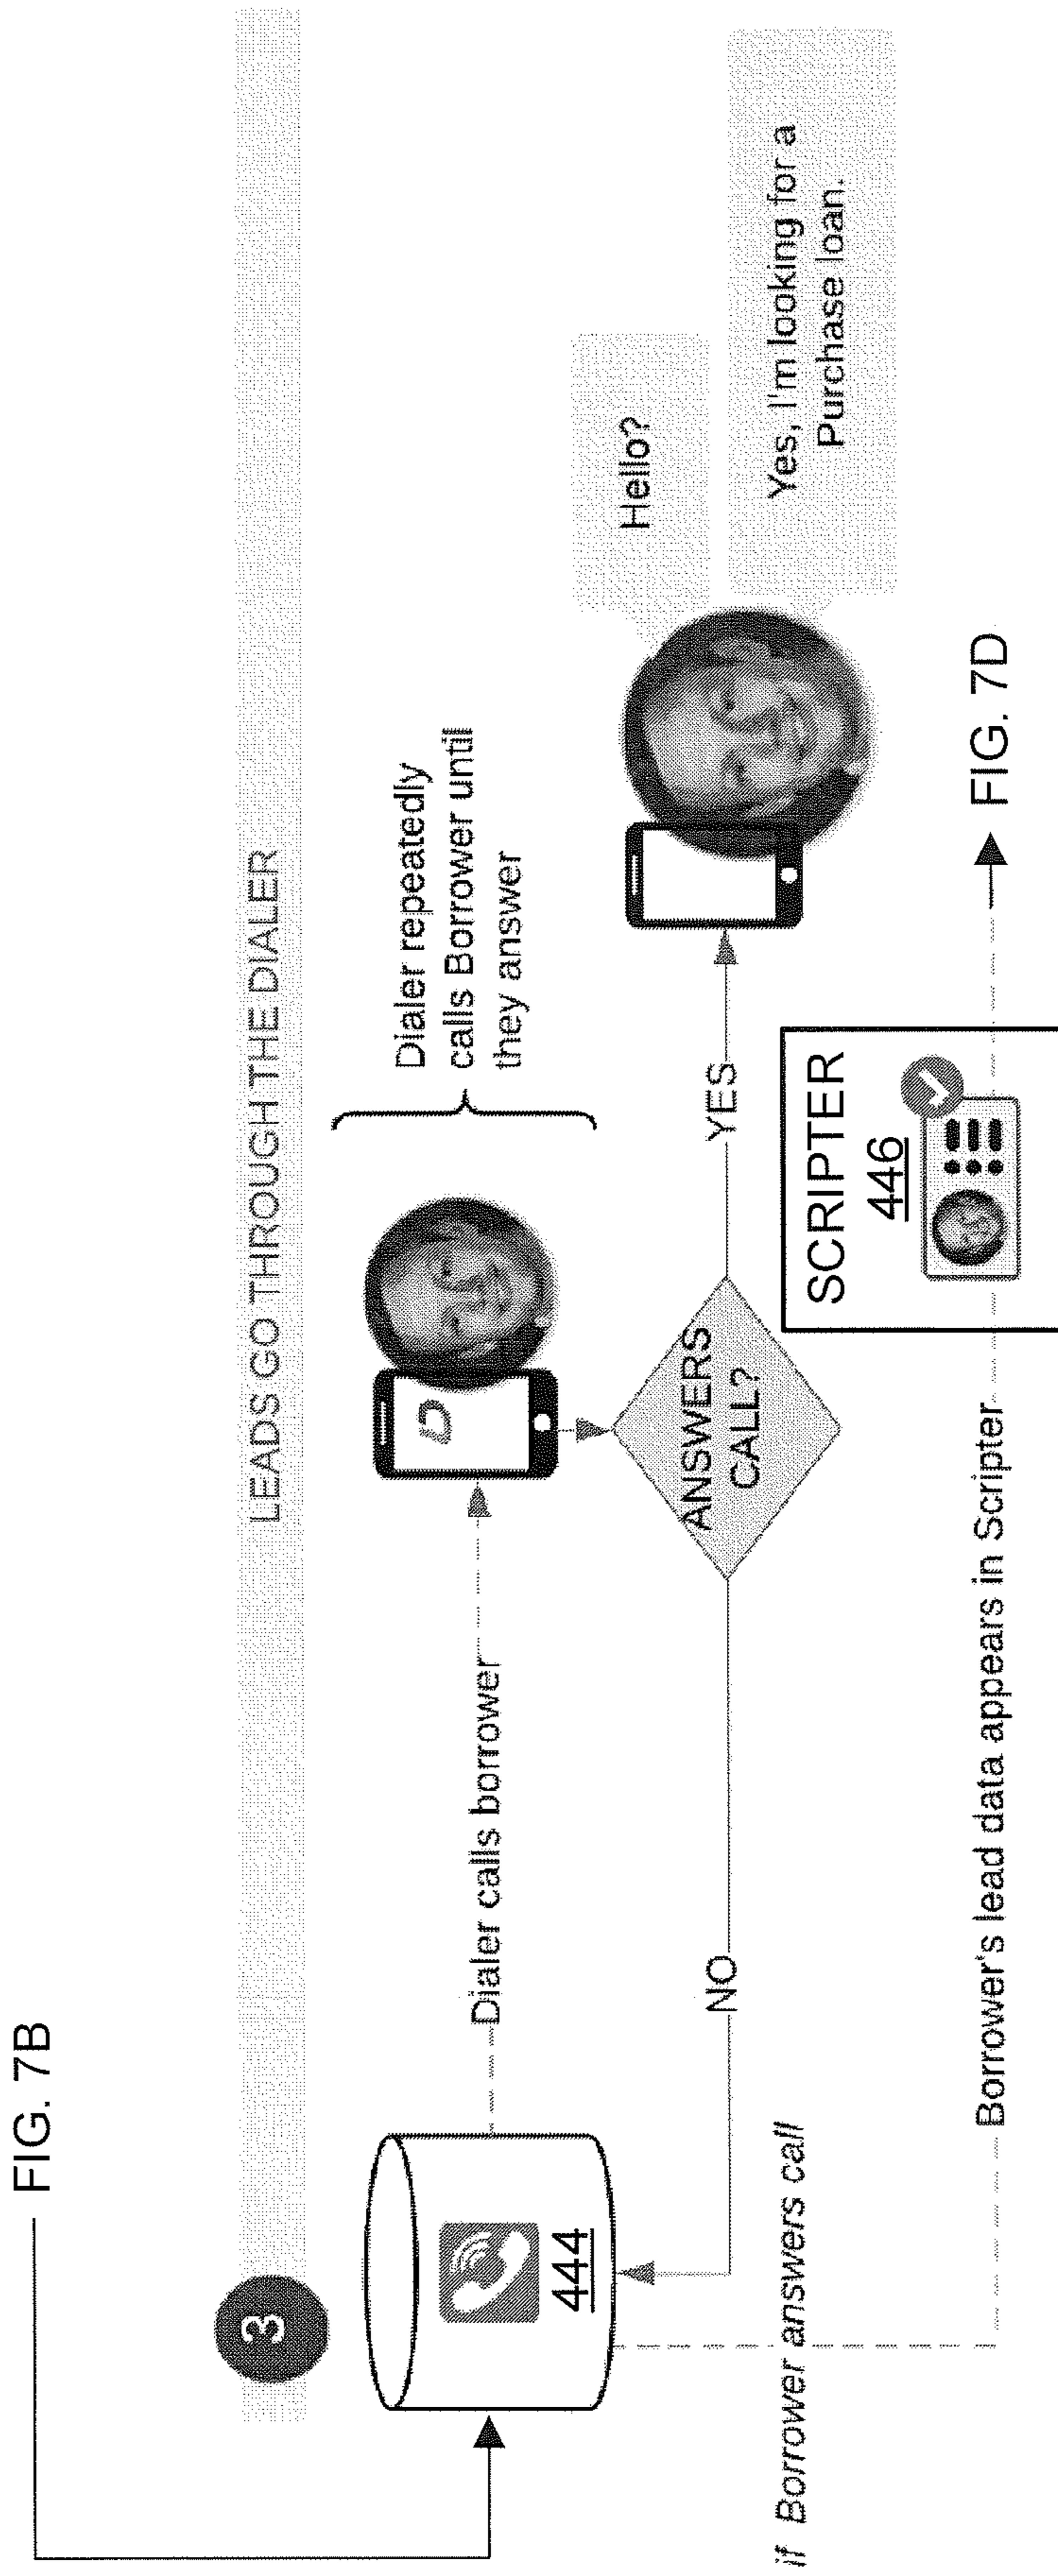 FIG. 7B
3
LEADS GO THROUGH THE DIALER
Dialer calls borrower
Dialer repeatedly
calls Borrower until
they answer
444
ANSWERS
CALL?
NO
YES
Hello?
Yes, I'm looking for a
Purchase loan.
if Borrower answers call
SCRIPTER
446
Borrower's lead data appears in Scripter
FIG. 7D